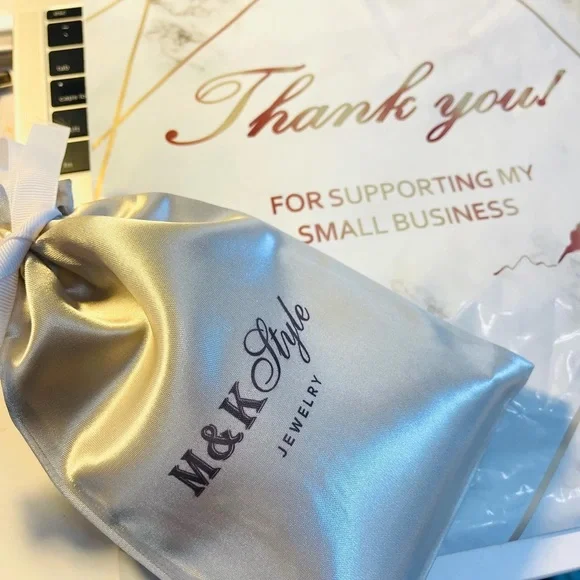 Thank you!
FOR SUPPORTING MY
SMALL BUSINESS
M&K Style
JEWELRY